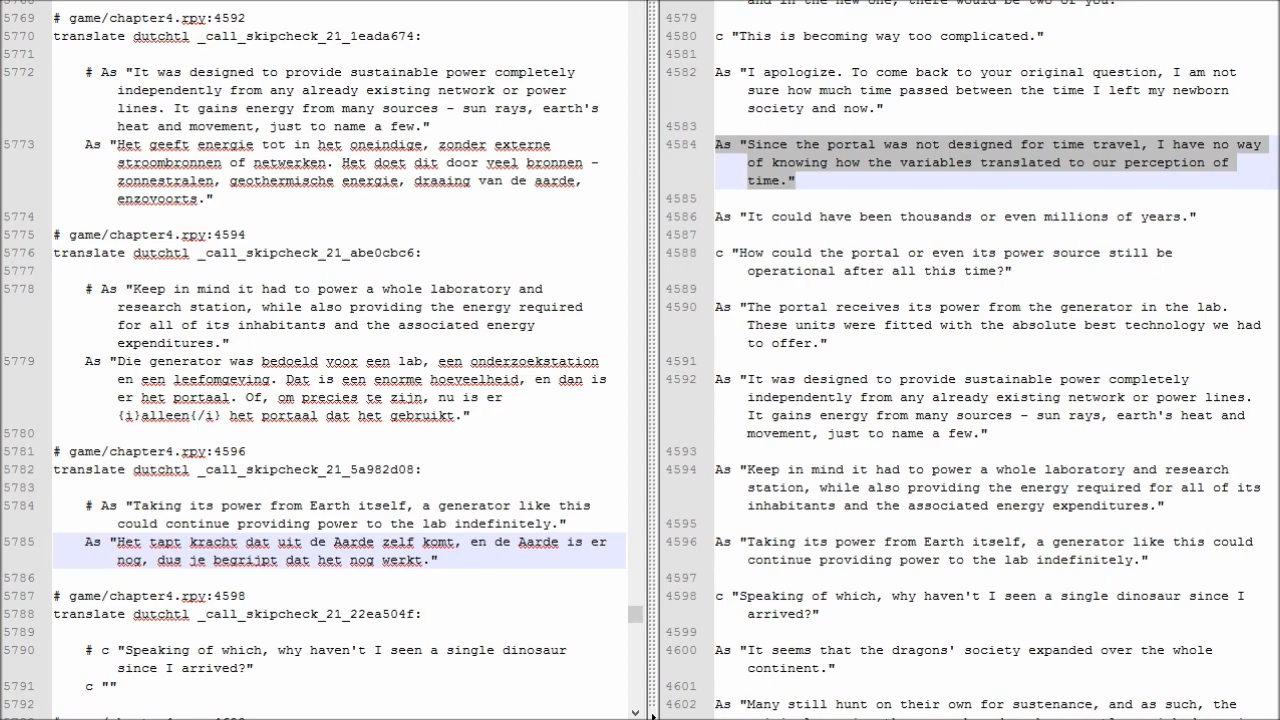 5768
# game/chapter4.rpy:4592
5769
translate dutchtl _call_skipcheck_21_1eada674:
5770
5771
5772 # As "It was designed to provide sustainable power completely
independently from any already existing network or power
lines. It gains energy from many sources - sun rays, earth's
heat and movement, just to name a few."
5773 As "Het geeft energie tot in het oneindige, zonder externe
stroombronnen of netwerken. Het doet dit door veel bronnen -
zonnestralen, geothermische energie, draaing van de aarde,
enzovoorts."
5774
5775 # game/chapter4.rpy:4594
5776 translate dutchtl _call_skipcheck_21_abe0cbc6:
5777
5778 # As "Keep in mind it had to power a whole laboratory and
research station, while also providing the energy required
for all of its inhabitants and the associated energy
expenditures."
5779 As "Die generator was bedoeld voor een lab, een onderzoekstation
en een leefomgeving. Dat is een enorme hoeveelheid, en dan is
er het portaal. Of, om precies te zijn, nu is er
{i}alleen{/i} het portaal dat het gebruikt."
5780
5781 # game/chapter4.rpy:4596
5782 translate dutchtl _call_skipcheck_21_5a982d08:
5783
5784 # As "Taking its power from Earth itself, a generator like this
could continue providing power to the lab indefinitely."
5785 As "Het tapt kracht dat uit de Aarde zelf komt, en de Aarde is er
nog, dus je begrijpt dat het nog werkt."
5786
5787 # game/chapter4.rpy:4598
5788 translate dutchtl _call_skipcheck_21_22ea504f:
5789
5790 # c "Speaking of which, why haven't I seen a single dinosaur
since I arrived?"
5791 c ""
5792
and in the new one, there would be two of you."
4579
4580 c "This is becoming way too complicated."
4581
4582 As "I apologize. To come back to your original question, I am not
sure how much time passed between the time I left my newborn
society and now."
4583
4584 As "Since the portal was not designed for time travel, I have no way
of knowing how the variables translated to our perception of
time."
4585
4586 As "It could have been thousands or even millions of years."
4587
4588 c "How could the portal or even its power source still be
operational after all this time?"
4589
4590 As "The portal receives its power from the generator in the lab.
These units were fitted with the absolute best technology we had
to offer."
4591
4592 As "It was designed to provide sustainable power completely
independently from any already existing network or power lines.
It gains energy from many sources - sun rays, earth's heat and
movement, just to name a few."
4593
4594 As "Keep in mind it had to power a whole laboratory and research
station, while also providing the energy required for all of its
inhabitants and the associated energy expenditures."
4595
4596 As "Taking its power from Earth itself, a generator like this could
continue providing power to the lab indefinitely."
4597
4598 c "Speaking of which, why haven't I seen a single dinosaur since I
arrived?"
4599
4600 As "It seems that the dragons' society expanded over the whole
continent."
4601
4602 As "Many still hunt on their own for sustenance, and as such, the